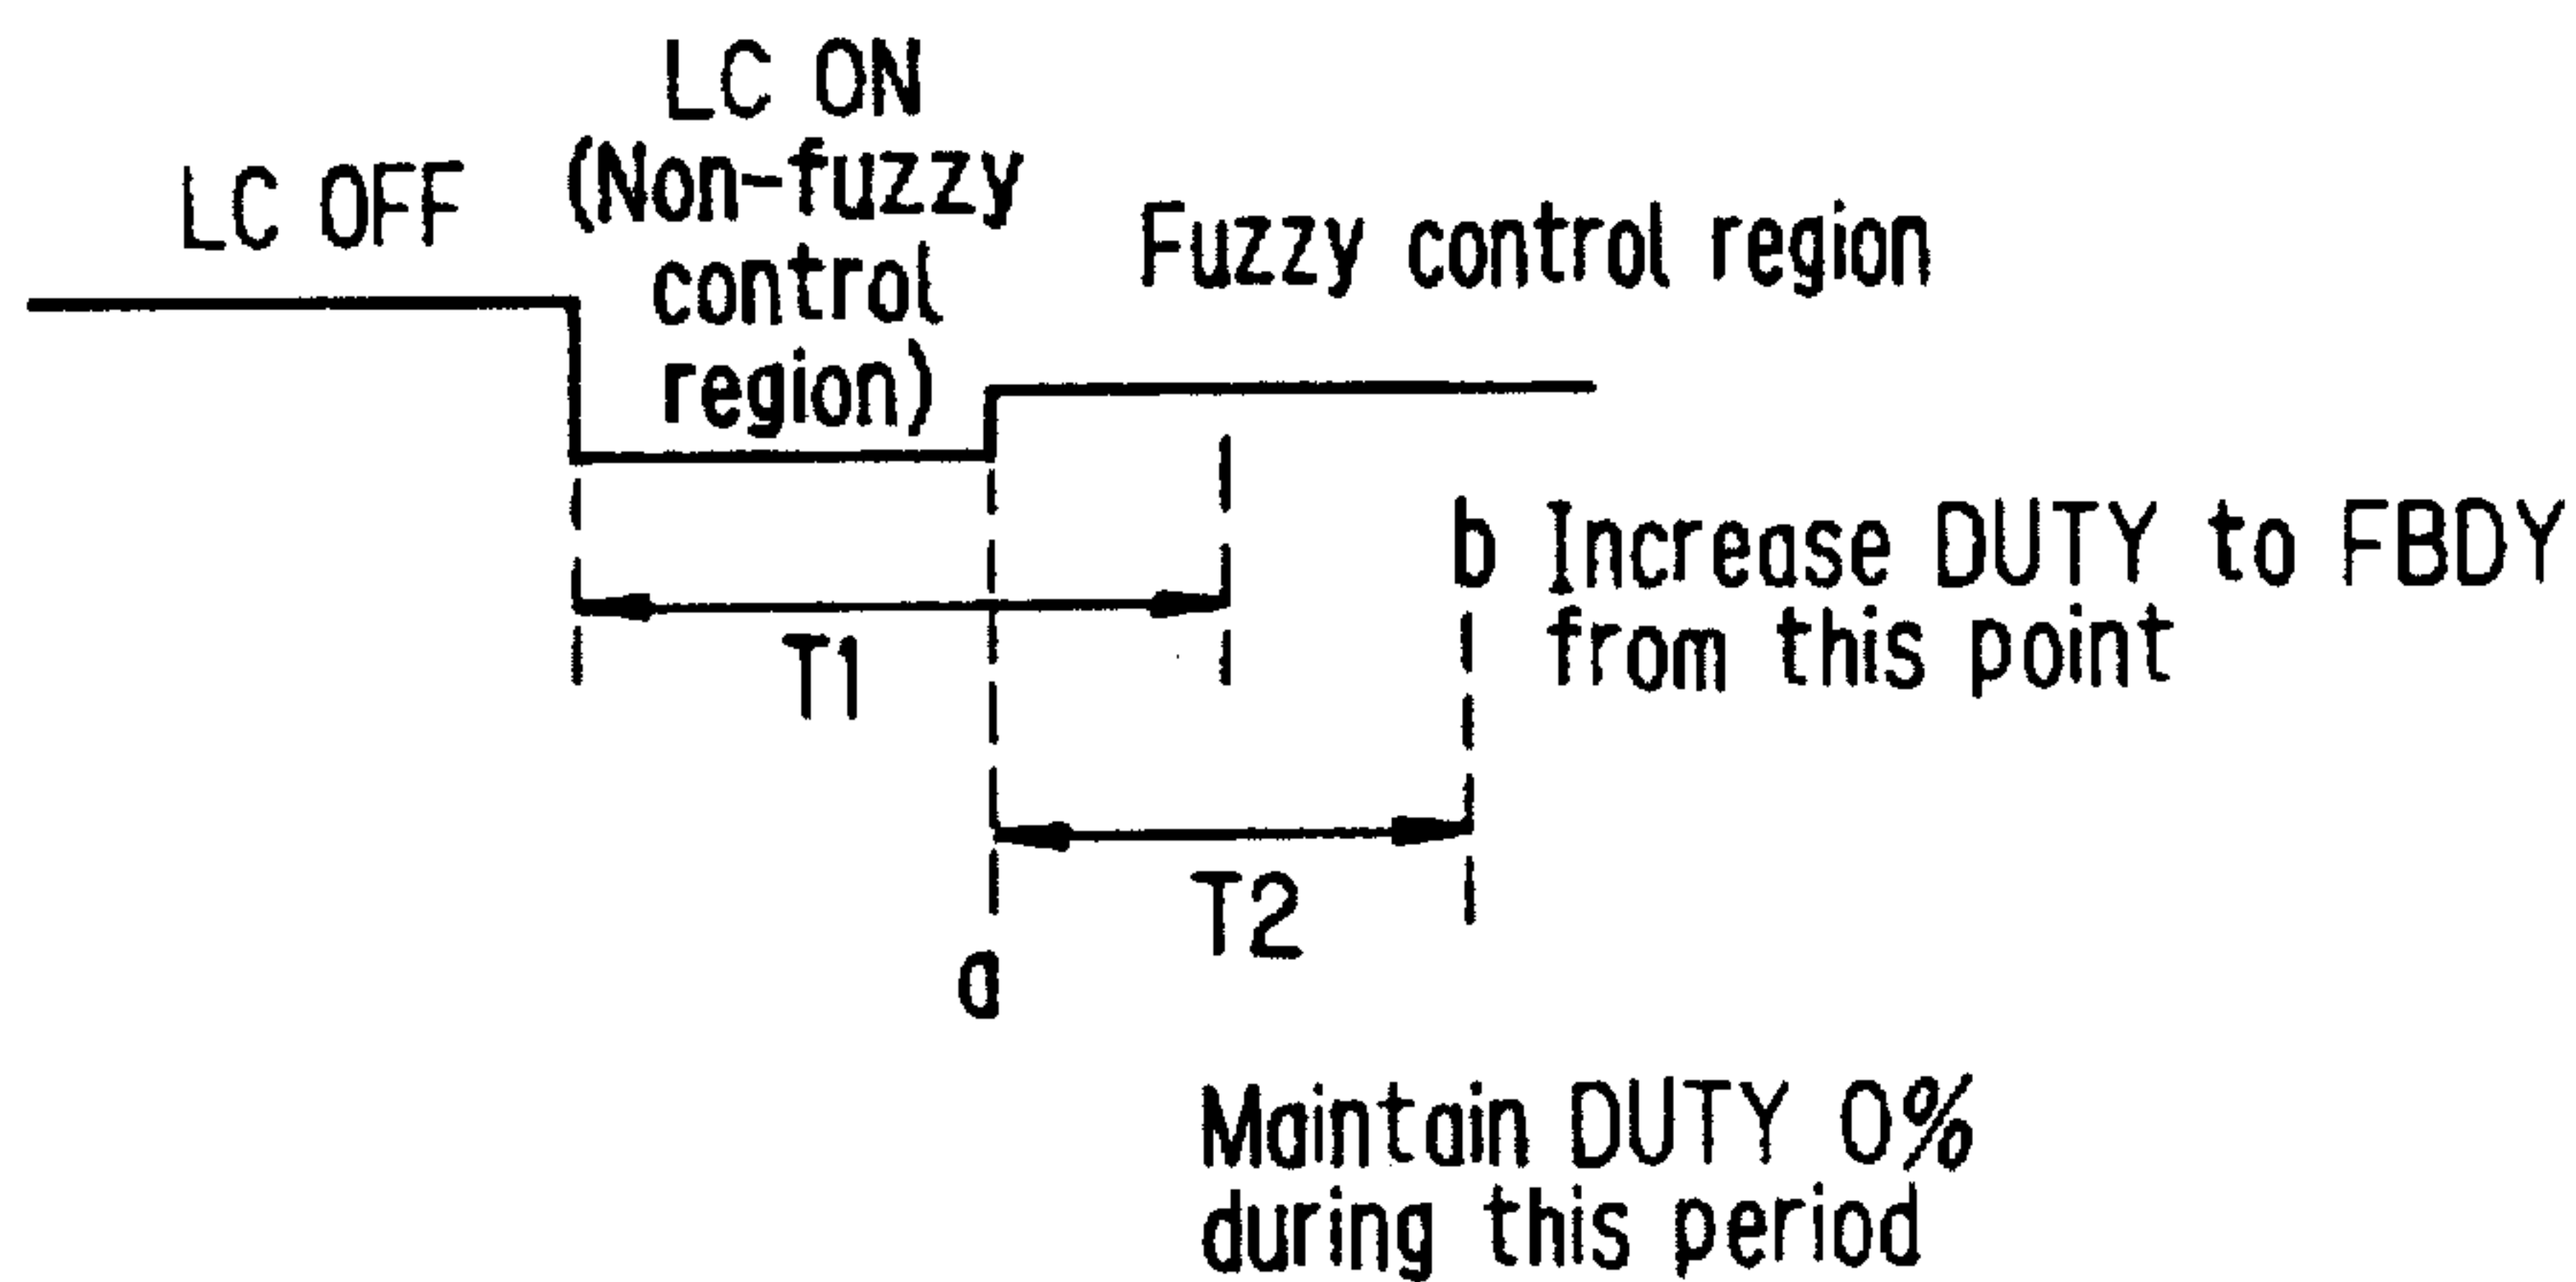 LC OFF
LC ON
(Non-fuzzy
control
region)
Fuzzy control region
b Increase DUTY to FBDY
from this point
T1
T2
a
Maintain DUTY 0%
during this period